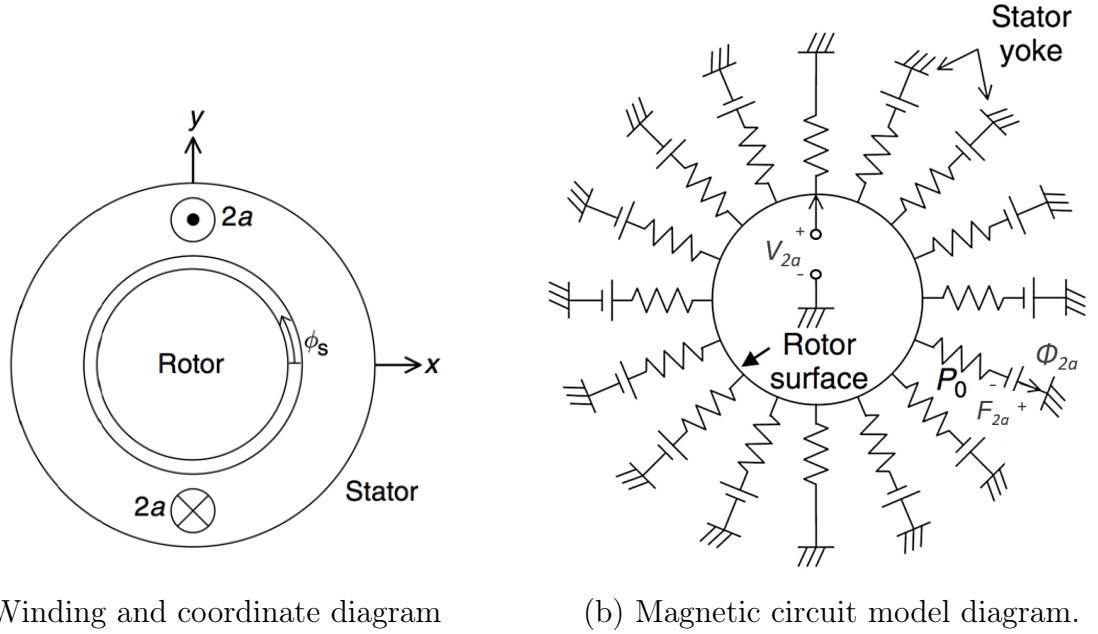 y
2a
ϕs
Rotor
x
2a
Stator
Winding and coordinate diagram
Stator
yoke
+
V2a
-
Rotor
surface
P0
Φ2a
-
F2a
+
(b) Magnetic circuit model diagram.